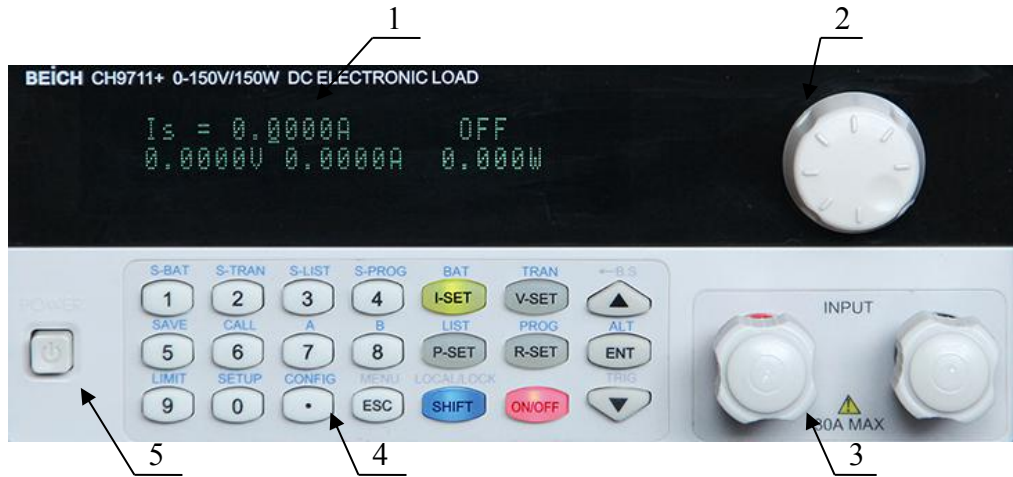 1
2
BEICH CH9711+ 0-150V/150W DC ELECTRONIC LOAD
Is = 0.0000A OFF
0.0000V 0.0000A 0.000W
S-BAT S-TRAN S-LIST S-PROG BAT TRAN ←B.S
1 2 3 4 I-SET V-SET ▲
POWER
SAVE CALL A B LIST PROG ALT
5 6 7 8 P-SET R-SET ENT
LIMIT SETUP CONFIG MENU LOCAL/LOCK TRIG
9 0 · ESC SHIFT ON/OFF ▼
INPUT
30A MAX
5
4
3